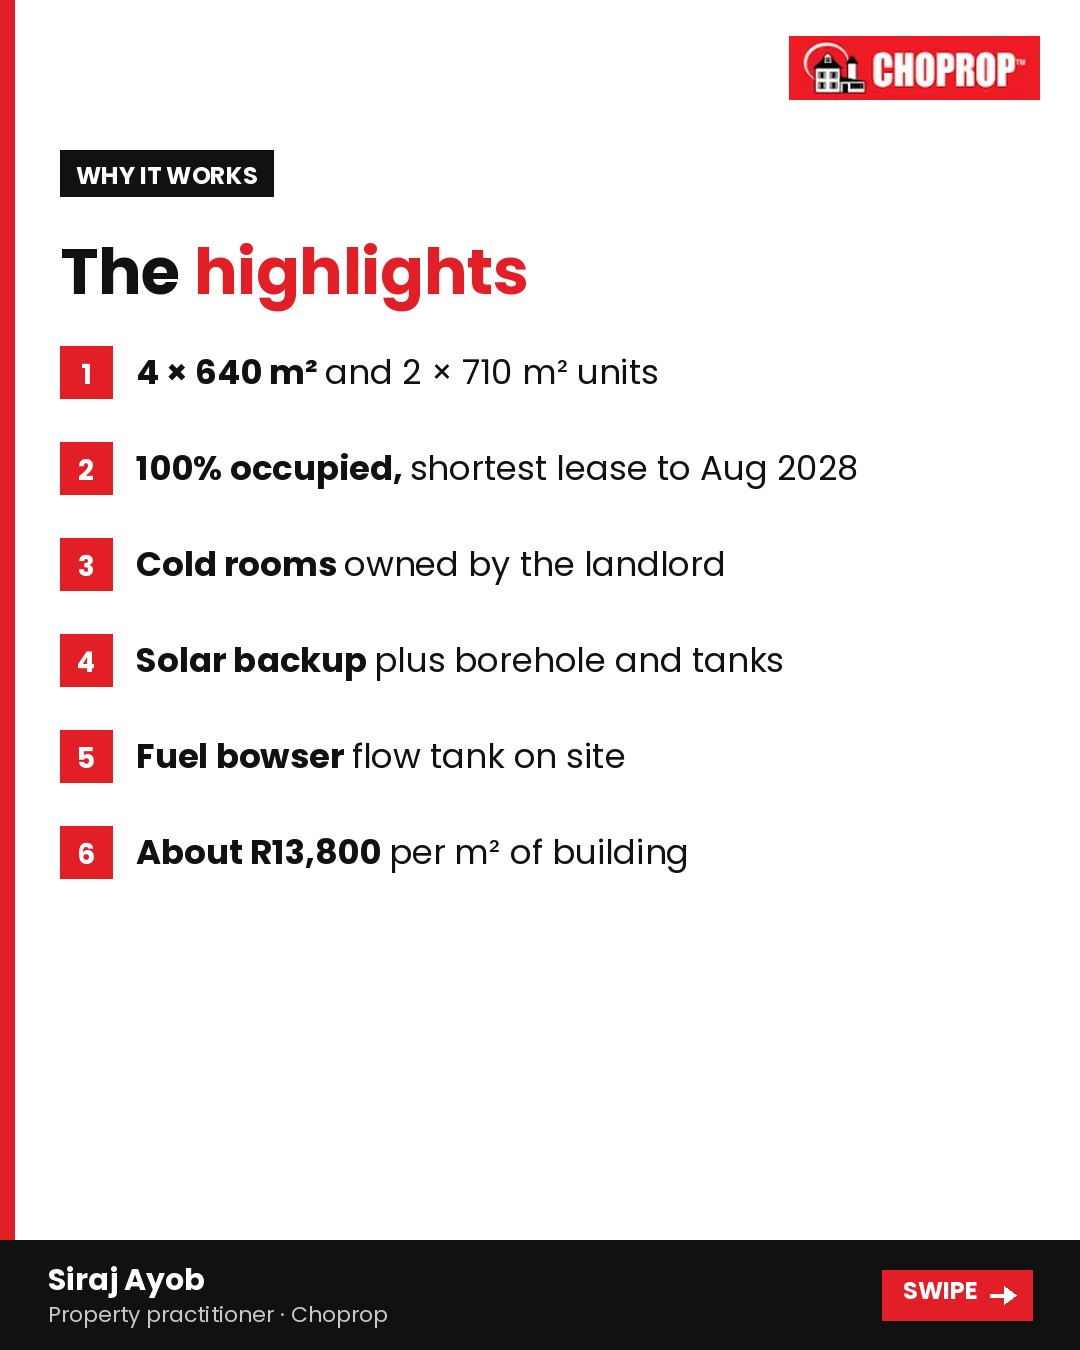 CHOPROP™
WHY IT WORKS
The highlights
1 4 × 640 m² and 2 × 710 m² units
2 100% occupied, shortest lease to Aug 2028
3 Cold rooms owned by the landlord
4 Solar backup plus borehole and tanks
5 Fuel bowser flow tank on site
6 About R13,800 per m² of building
Siraj Ayob
Property practitioner · Choprop
SWIPE